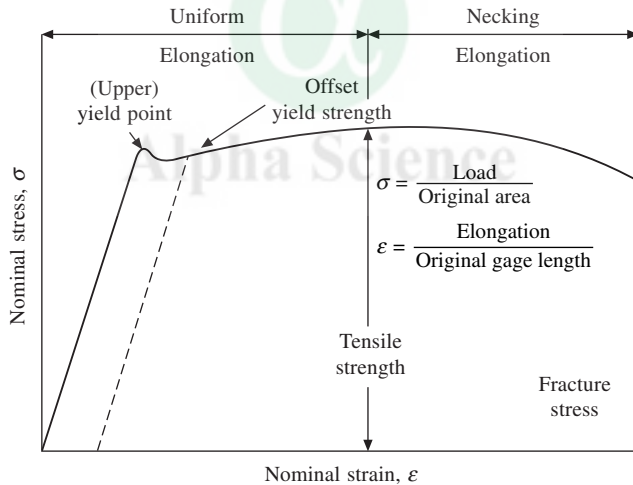 Uniform
Necking
Elongation
Elongation
(Upper)
yield point
Offset
yield strength
Alpha Science
σ = Load
Original area
ε = Elongation
Original gage length
Tensile
strength
Fracture
stress
Nominal stress, σ
Nominal strain, ε